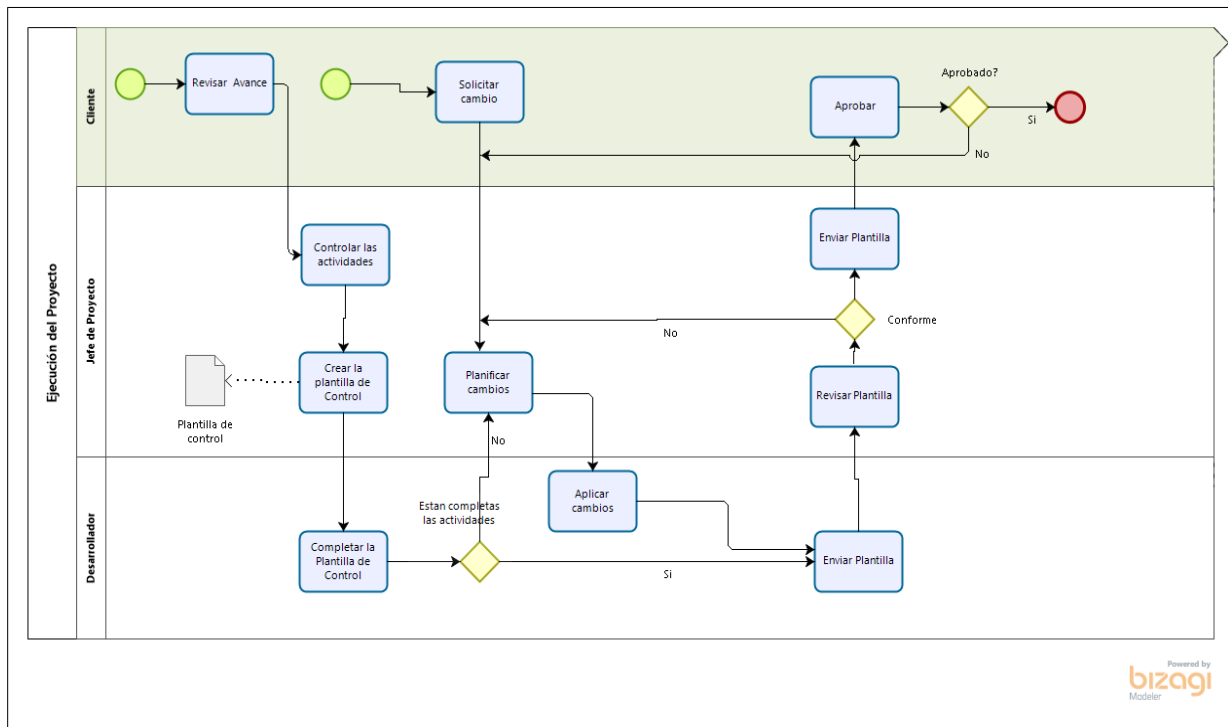 Ejecución del Proyecto
Cliente
Revisar Avance
Solicitar
cambio
Aprobar
Aprobado?
Si
No
Jefe de Proyecto
Controlar las
actividades
Enviar Plantilla
Conforme
No
Crear la
plantilla de
Control
Plantilla de
control
Planificar
cambios
Revisar Plantilla
No
Desarrollador
Estan completas
las actividades
Aplicar
cambios
Completar la
Plantilla de
Control
Si
Enviar Plantilla
Powered by
bizagi
Modeler